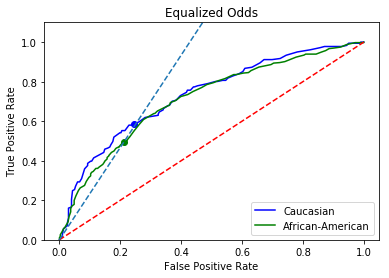 Equalized Odds
True Positive Rate
1.0
0.8
0.6
0.4
0.2
0.0
0.0 0.2 0.4 0.6 0.8 1.0
False Positive Rate
Caucasian
African-American